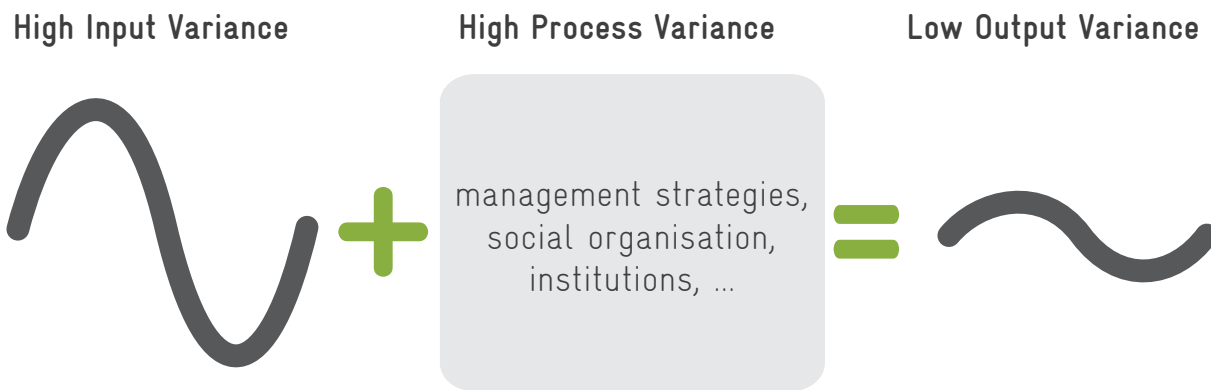 High Input Variance
High Process Variance
Low Output Variance
management strategies,
social organisation,
institutions, ...